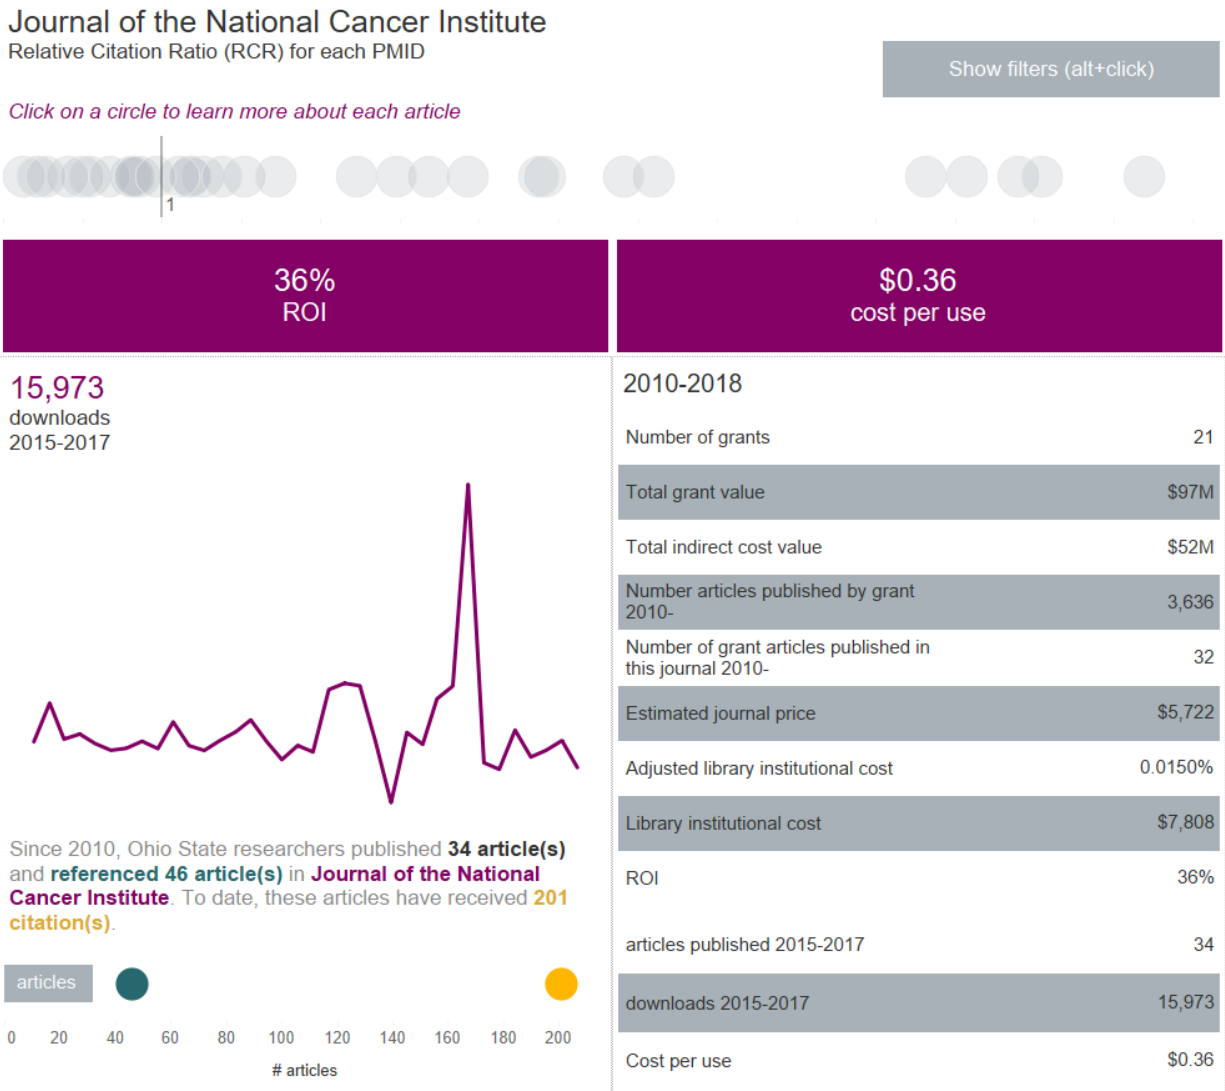 Journal of the National Cancer Institute
Relative Citation Ratio (RCR) for each PMID
Show filters (alt+click)
Click on a circle to learn more about each article
1
36%
ROI
$0.36
cost per use
15,973
downloads
2015-2017
2010-2018
Number of grants 21
Total grant value $97M
Total indirect cost value $52M
Number articles published by grant
2010- 3,636
Number of grant articles published in
this journal 2010- 32
Estimated journal price $5,722
Adjusted library institutional cost 0.0150%
Library institutional cost $7,808
ROI 36%
articles published 2015-2017 34
downloads 2015-2017 15,973
Cost per use $0.36
Since 2010, Ohio State researchers published 34 article(s)
and referenced 46 article(s) in Journal of the National
Cancer Institute. To date, these articles have received 201
citation(s).
articles
0 20 40 60 80 100 120 140 160 180 200
# articles